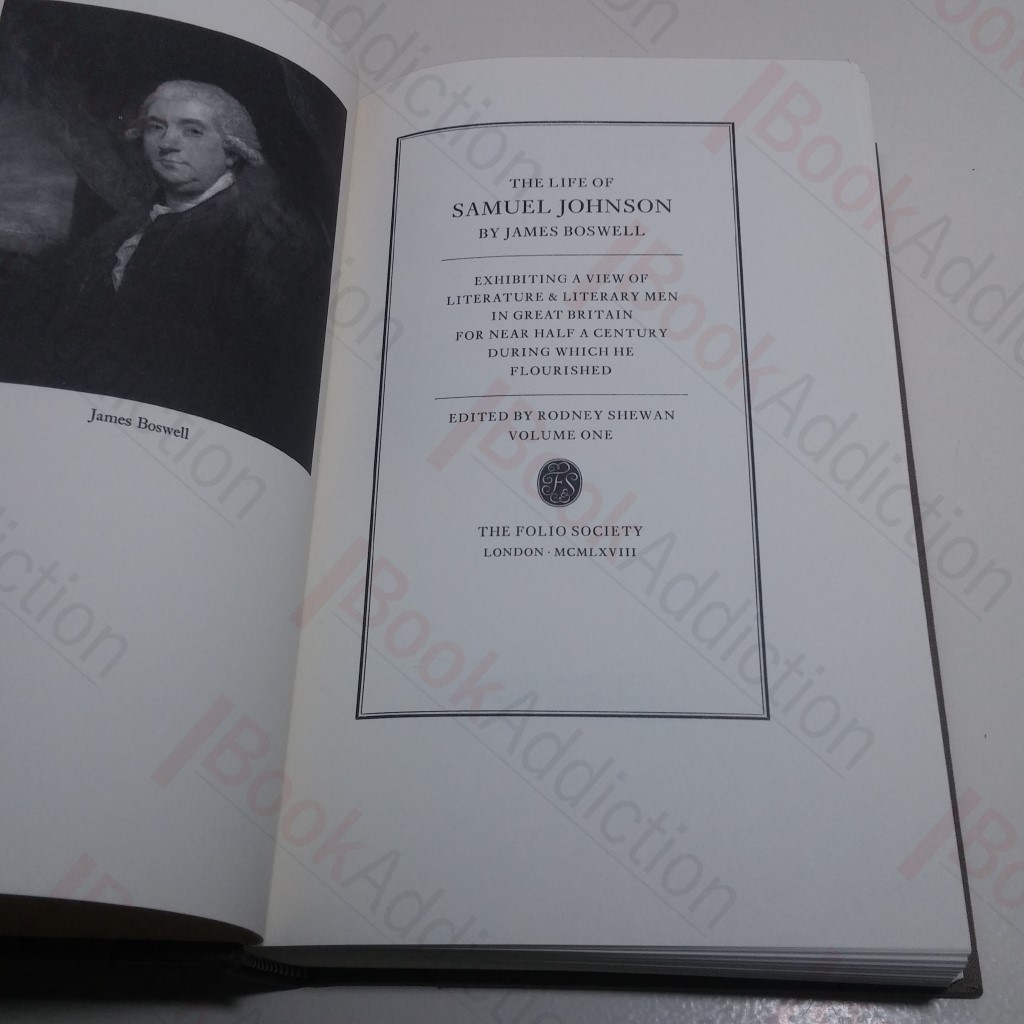 James Boswell
THE LIFE OF
SAMUEL JOHNSON
BY JAMES BOSWELL
EXHIBITING A VIEW OF
LITERATURE & LITERARY MEN
IN GREAT BRITAIN
FOR NEAR HALF A CENTURY
DURING WHICH HE
FLOURISHED
EDITED BY RODNEY SHEWAN
VOLUME ONE
FS
THE FOLIO SOCIETY
LONDON · MCMLXVIII
BookAddiction